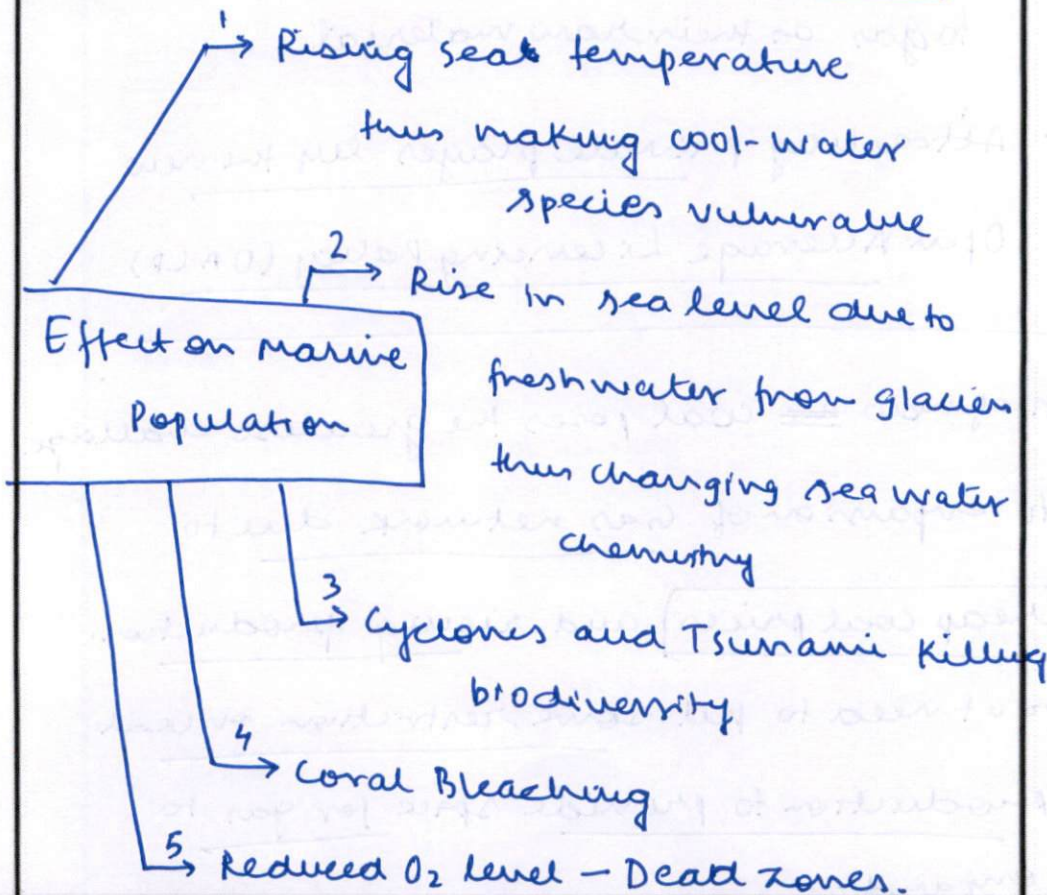 1
Rising sea temperature
thus making cool-water
species vulnerable
2
Rise in sea level due to
freshwater from glaciers
thus changing sea water
chemistry
Effect on marine
Population
3
Cyclones and Tsunami killing
biodiversity
4
Coral Bleaching
5
Reduced O₂ level – Dead zones.